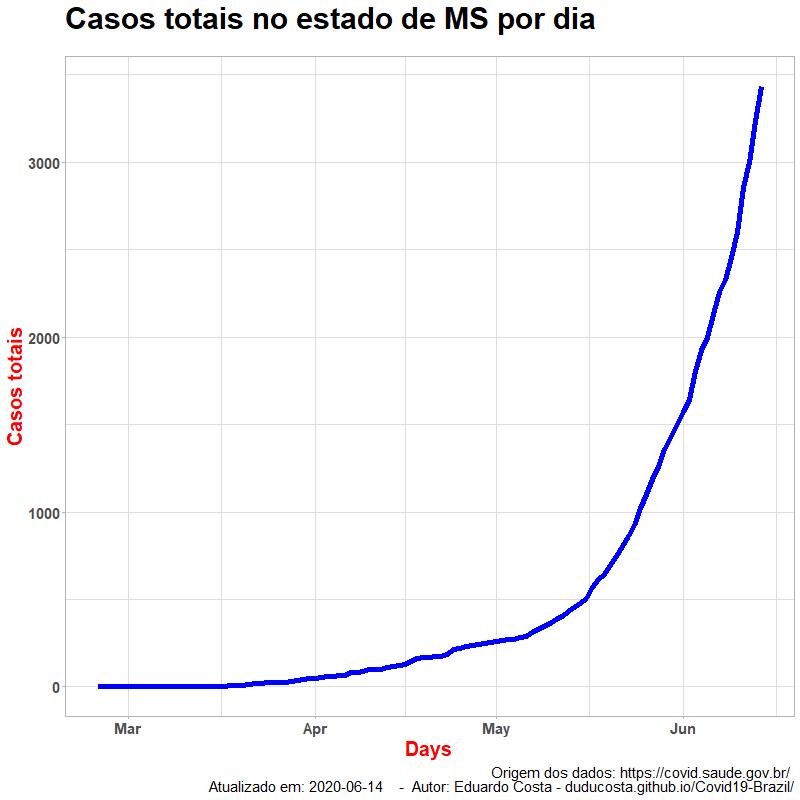 Casos totais no estado de MS por dia
Casos totais
3000
2000
1000
0
Mar Apr May Jun
Days
Origem dos dados: https://covid.saude.gov.br/
Atualizado em: 2020-06-14 - Autor: Eduardo Costa - duducosta.github.io/Covid19-Brazil/